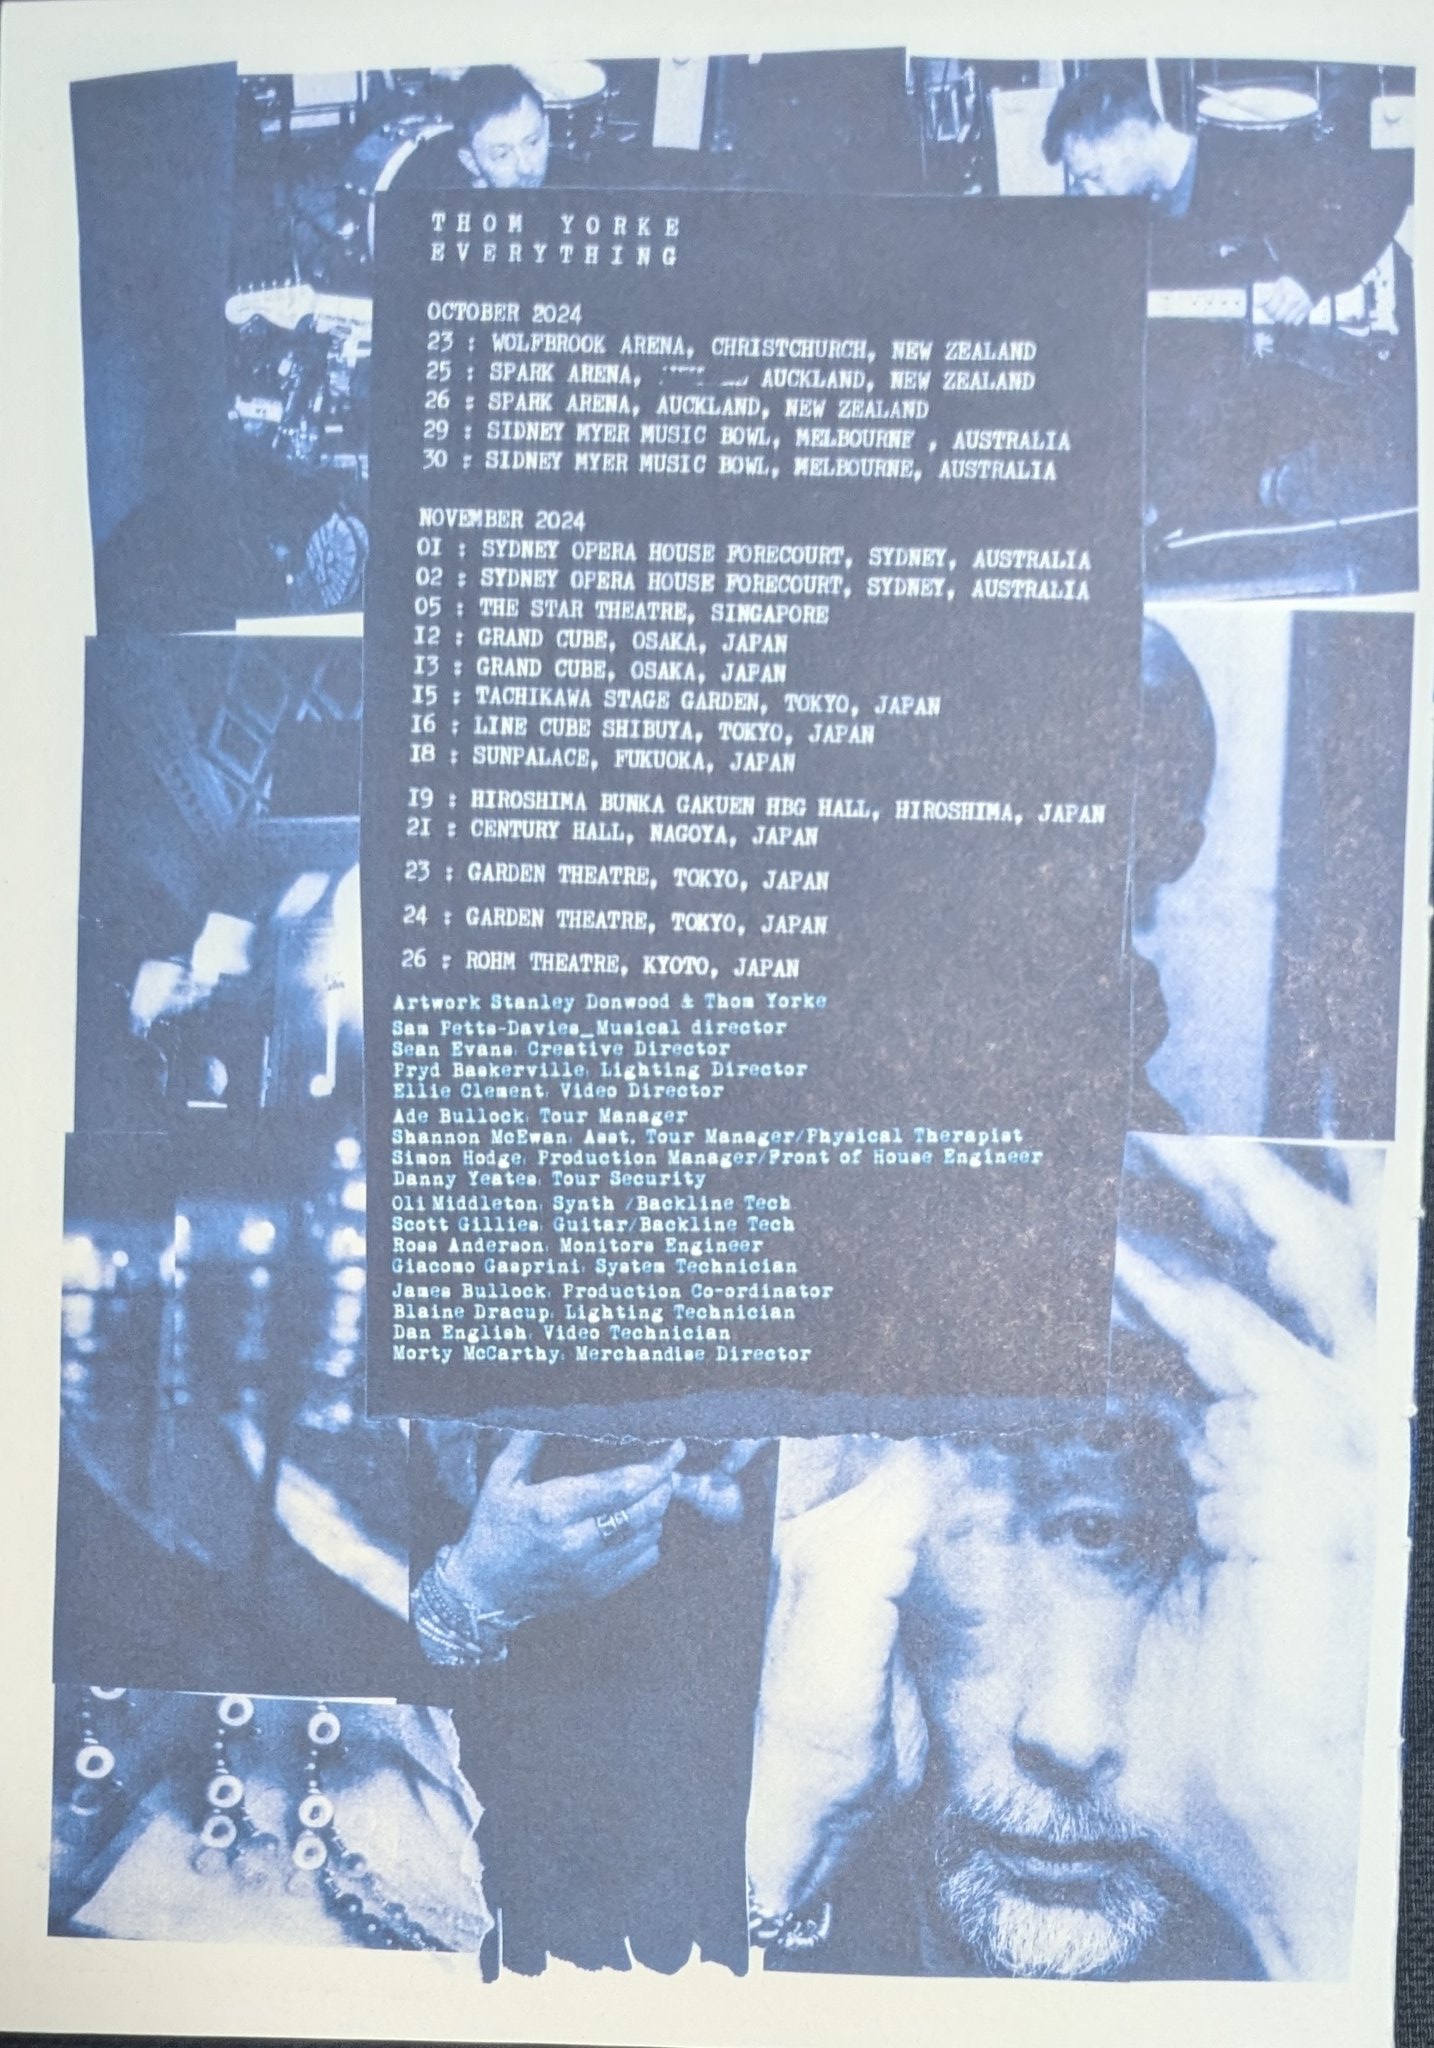 THOM YORKE
EVERYTHING
OCTOBER 2024
23 : WOLFBROOK ARENA, CHRISTCHURCH, NEW ZEALAND
25 : SPARK ARENA, AUCKLAND, NEW ZEALAND
26 : SPARK ARENA, AUCKLAND, NEW ZEALAND
29 : SIDNEY MYER MUSIC BOWL, MELBOURNE , AUSTRALIA
30 : SIDNEY MYER MUSIC BOWL, MELBOURNE, AUSTRALIA
NOVEMBER 2024
01 : SYDNEY OPERA HOUSE FORECOURT, SYDNEY, AUSTRALIA
02 : SYDNEY OPERA HOUSE FORECOURT, SYDNEY, AUSTRALIA
05 : THE STAR THEATRE, SINGAPORE
12 : GRAND CUBE, OSAKA, JAPAN
13 : GRAND CUBE, OSAKA, JAPAN
15 : TACHIKAWA STAGE GARDEN, TOKYO, JAPAN
16 : LINE CUBE SHIBUYA, TOKYO, JAPAN
18 : SUNPALACE, FUKUOKA, JAPAN
19 : HIROSHIMA BUNKA GAKUEN HBG HALL, HIROSHIMA, JAPAN
21 : CENTURY HALL, NAGOYA, JAPAN
23 : GARDEN THEATRE, TOKYO, JAPAN
24 : GARDEN THEATRE, TOKYO, JAPAN
26 : ROHM THEATRE, KYOTO, JAPAN
Artwork Stanley Donwood & Thom Yorke
Sam Petts-Davies_Musical director
Sean Evans: Creative Director
Pryd Baskerville: Lighting Director
Ellie Clement: Video Director
Ade Bullock: Tour Manager
Shannon McEwan: Asst. Tour Manager/Physical Therapist
Simon Hodge: Production Manager/Front of House Engineer
Danny Yeates: Tour Security
Oli Middleton: Synth /Backline Tech
Scott Gillies: Guitar/Backline Tech
Ross Anderson: Monitors Engineer
Giacomo Gasprini: System Technician
James Bullock: Production Co-ordinator
Blaine Dracup: Lighting Technician
Dan English: Video Technician
Morty McCarthy: Merchandise Director